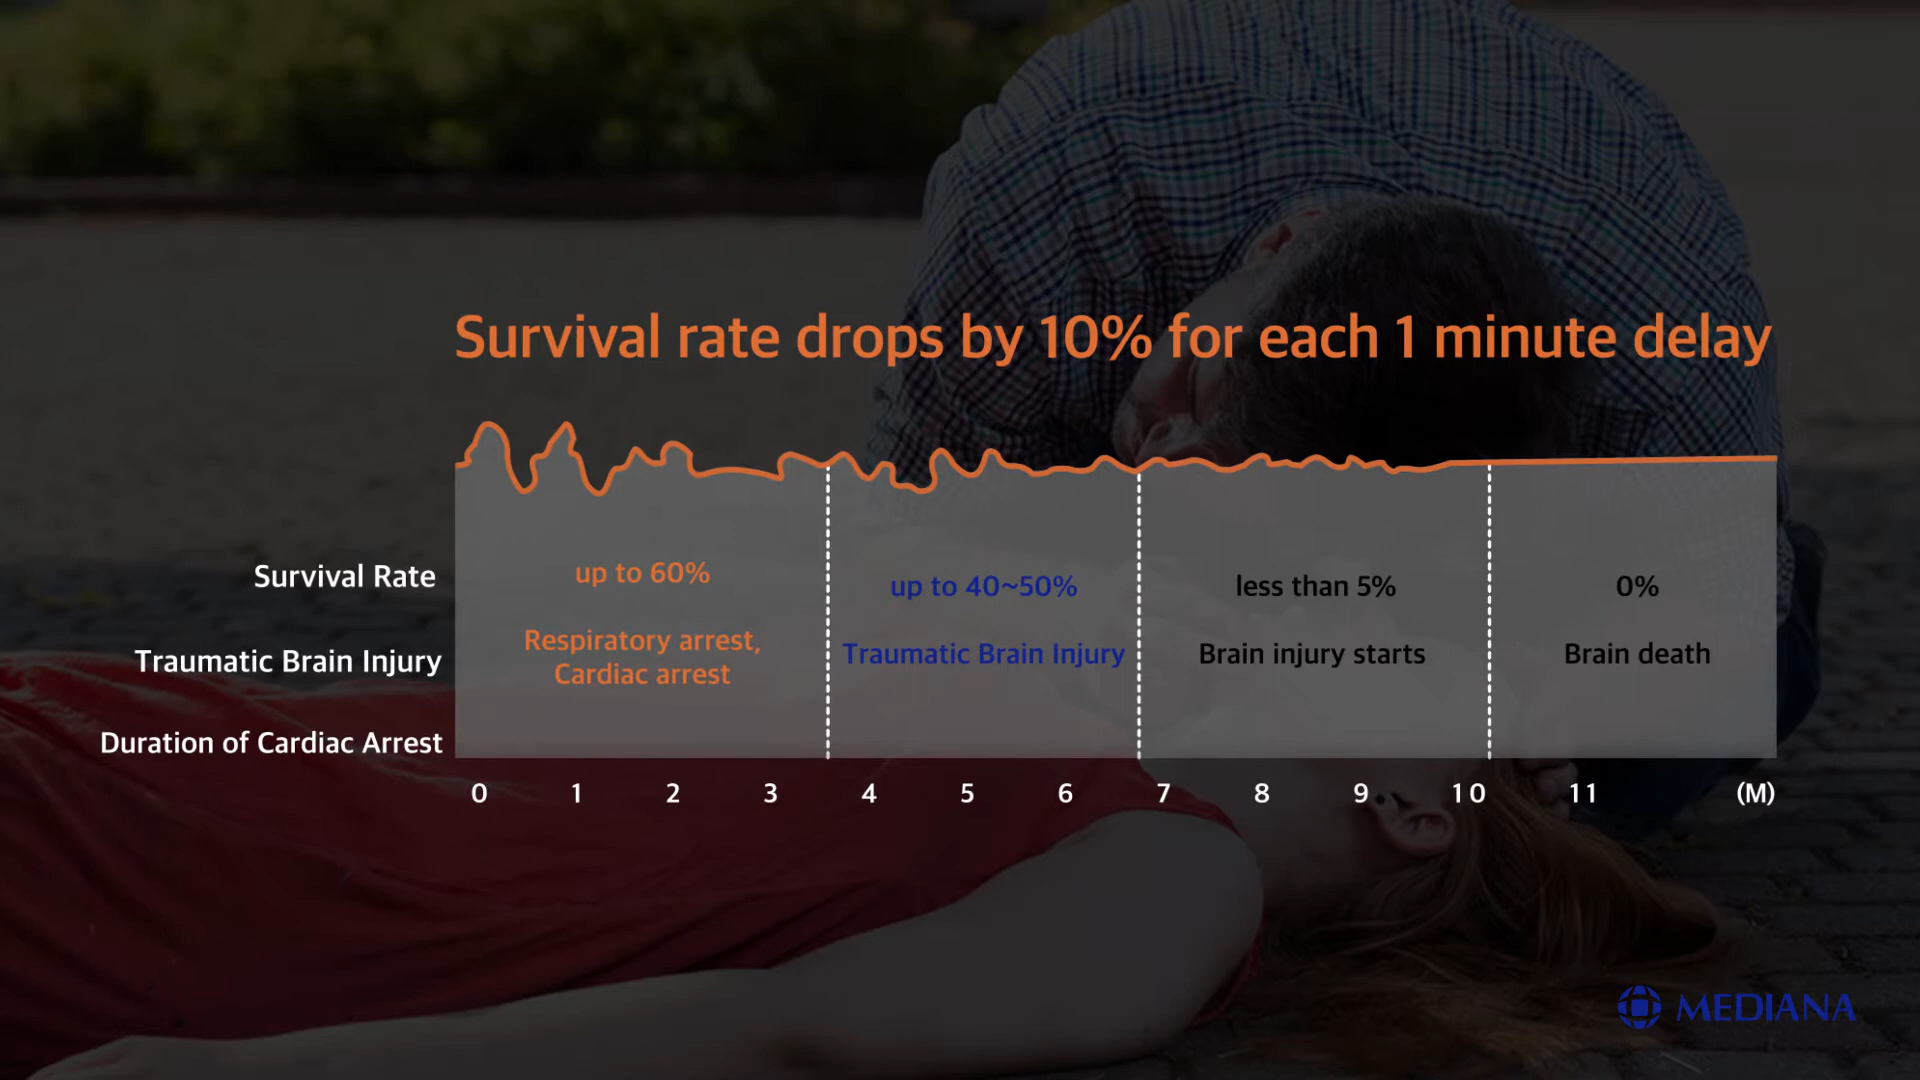 Survival rate drops by 10% for each 1 minute delay
Survival Rate
up to 60%
up to 40~50%
less than 5%
0%
Traumatic Brain Injury
Respiratory arrest,
Cardiac arrest
Traumatic Brain Injury
Brain injury starts
Brain death
Duration of Cardiac Arrest
0 1 2 3 4 5 6 7 8 9 10 11 (M)
MEDIANA